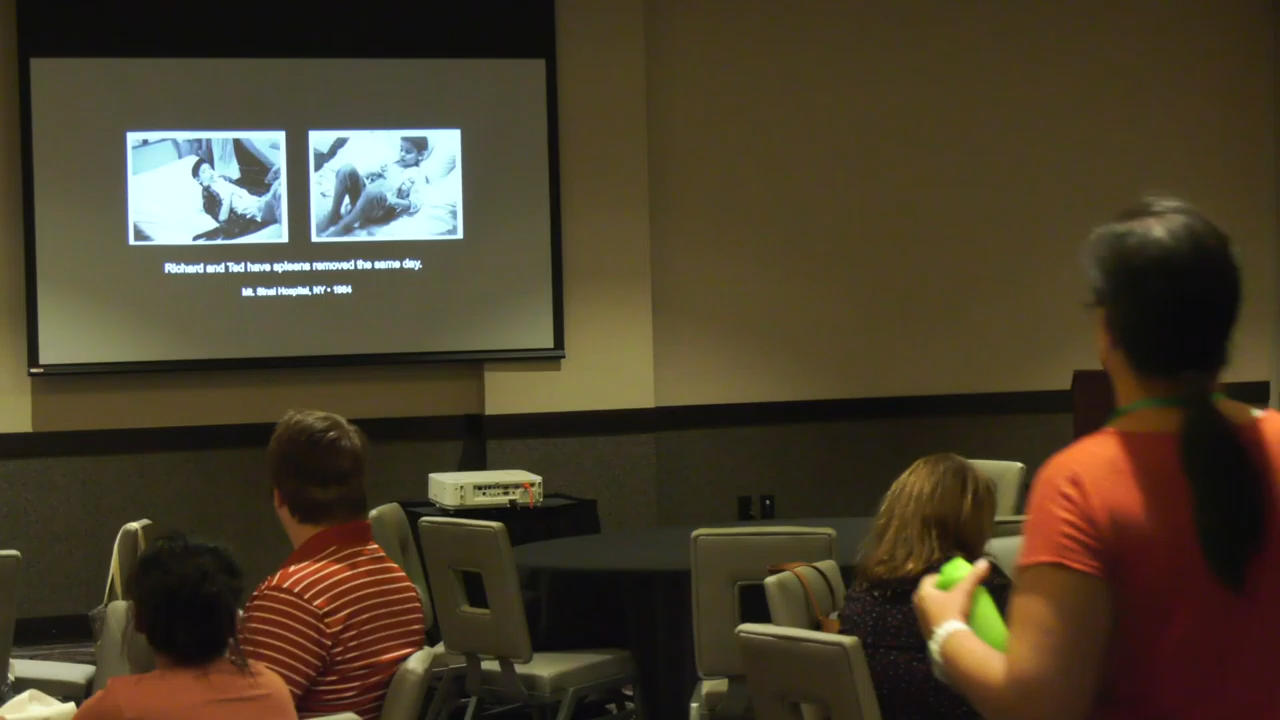 Richard and Ted have spleens removed the same day.
Mt. Sinai Hospital, NY • 1964